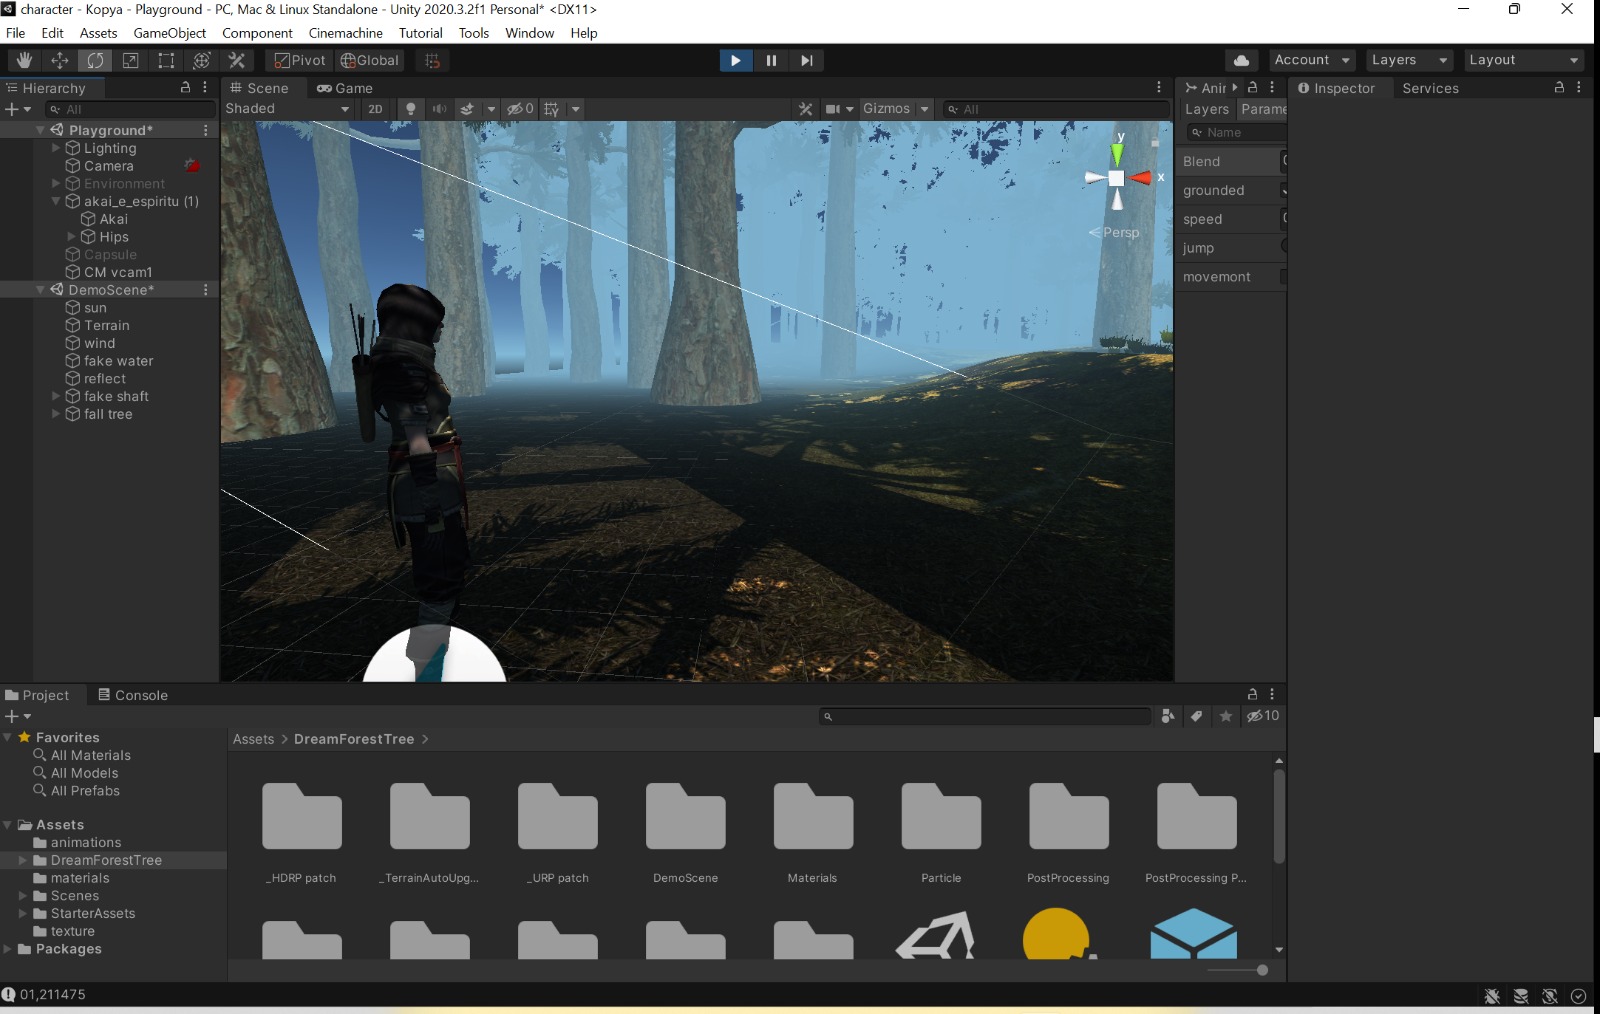 character - Kopya - Playground - PC, Mac & Linux Standalone - Unity 2020.3.2f1 Personal* <DX11>
File Edit Assets GameObject Component Cinemachine Tutorial Tools Window Help
Pivot Global Account Layers Layout
Hierarchy
All
Playground*
Lighting
Camera
Environment
akai_e_espiritu (1)
Akai
Hips
Capsule
CM vcam1
DemoScene*
sun
Terrain
wind
fake water
reflect
fake shaft
fall tree
Scene Game
Shaded 2D 0 Gizmos All
y
x
Persp
Ani
Layers Parame
Name
Blend
grounded
speed
jump
movemont
Inspector Services
Project Console
10
Favorites
All Materials
All Models
All Prefabs
Assets
animations
DreamForestTree
materials
Scenes
StarterAssets
texture
Packages
Assets > DreamForestTree >
_HDRP patch _TerrainAutoUpg... _URP patch DemoScene Materials Particle PostProcessing PostProcessing P...
01,211475